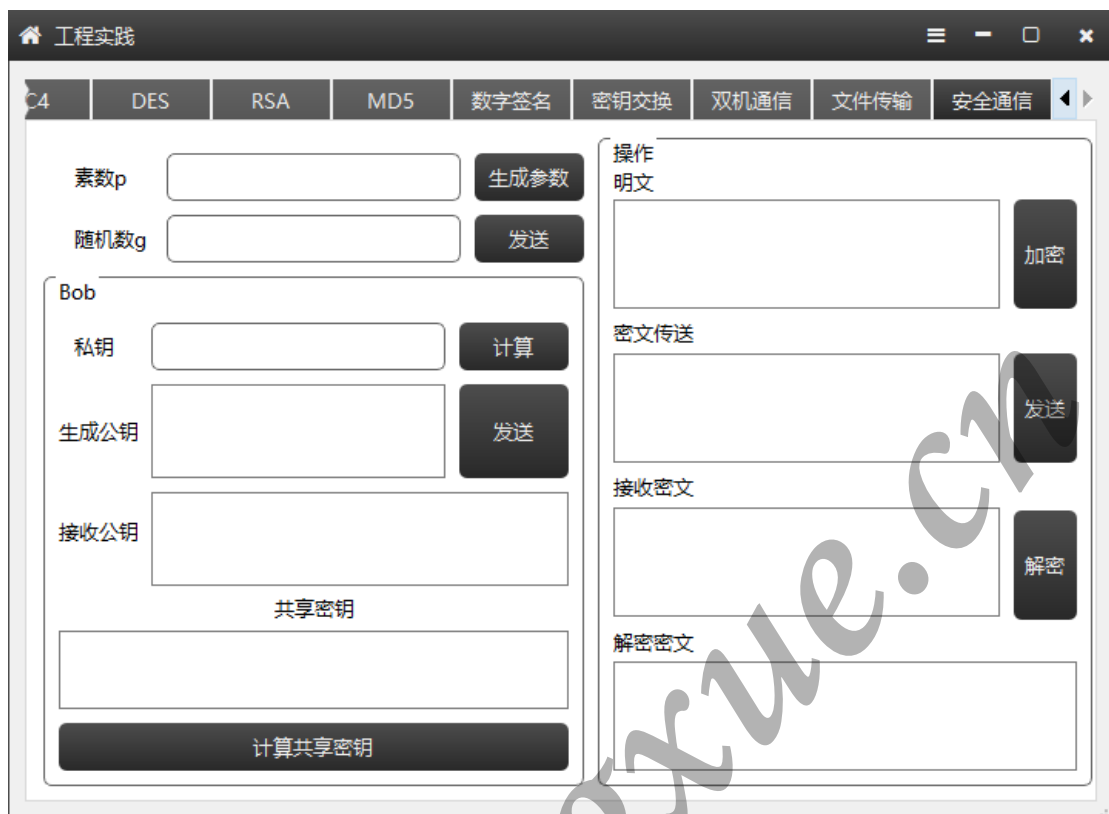 工程实践
C4 DES RSA MD5 数字签名 密钥交换 双机通信 文件传输 安全通信
素数p 生成参数
随机数g 发送
Bob
私钥 计算
生成公钥 发送
接收公钥
共享密钥
计算共享密钥
操作
明文
加密
密文传送
发送
接收密文
解密
解密密文
oxue.cn